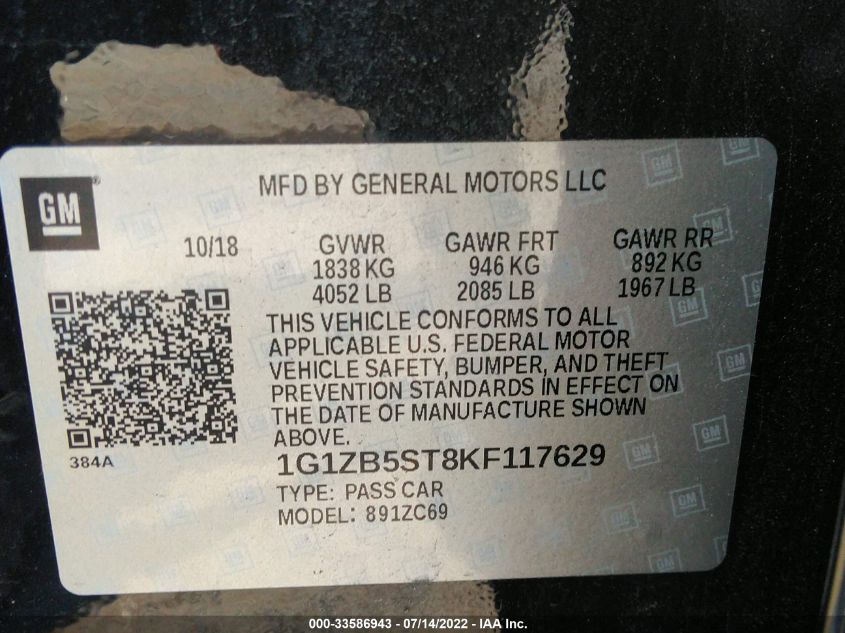 GM
MFD BY GENERAL MOTORS LLC
10/18 GVWR GAWR FRT GAWR RR
1838 KG 946 KG 892 KG
4052 LB 2085 LB 1967 LB
THIS VEHICLE CONFORMS TO ALL
APPLICABLE U.S. FEDERAL MOTOR
VEHICLE SAFETY, BUMPER, AND THEFT
PREVENTION STANDARDS IN EFFECT ON
THE DATE OF MANUFACTURE SHOWN
ABOVE.
384A
1G1ZB5ST8KF117629
TYPE: PASS CAR
MODEL: 891ZC69
000-33586943 - 07/14/2022 - IAA Inc.